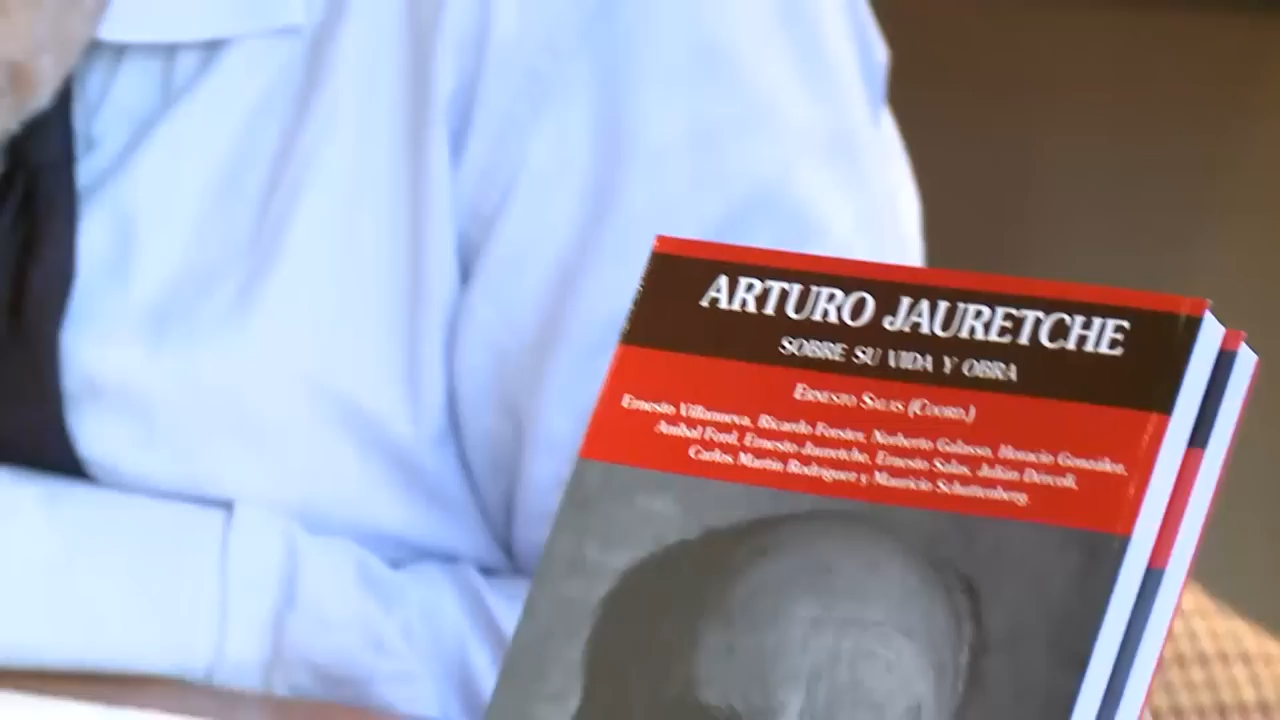 ARTURO JAURETCHE
SOBRE SU VIDA Y OBRA
ERNESTO SALAS (COORD.)
Ernesto Villanueva, Ricardo Forster, Norberto Galasso, Horacio González,
Aníbal Ford, Ernesto Jauretche, Ernesto Salas, Julián Dércoli,
Carlos Martín Rodríguez y Mauricio Schuttenberg.